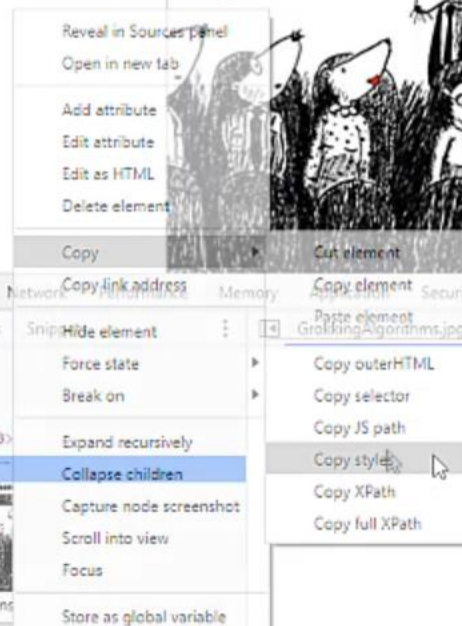 Reveal in Sources panel
Open in new tab
Add attribute
Edit attribute
Edit as HTML
Delete element
Copy
Cut element
Copy link address
Copy element
Network
Performance
Memory
Application
Paste element
Hide element
GrokkingAlgorithms.jpg
Force state
Copy outerHTML
Break on
Copy selector
Copy JS path
Expand recursively
Collapse children
Copy styles
Capture node screenshot
Copy XPath
Scroll into view
Copy full XPath
Focus
Store as global variable